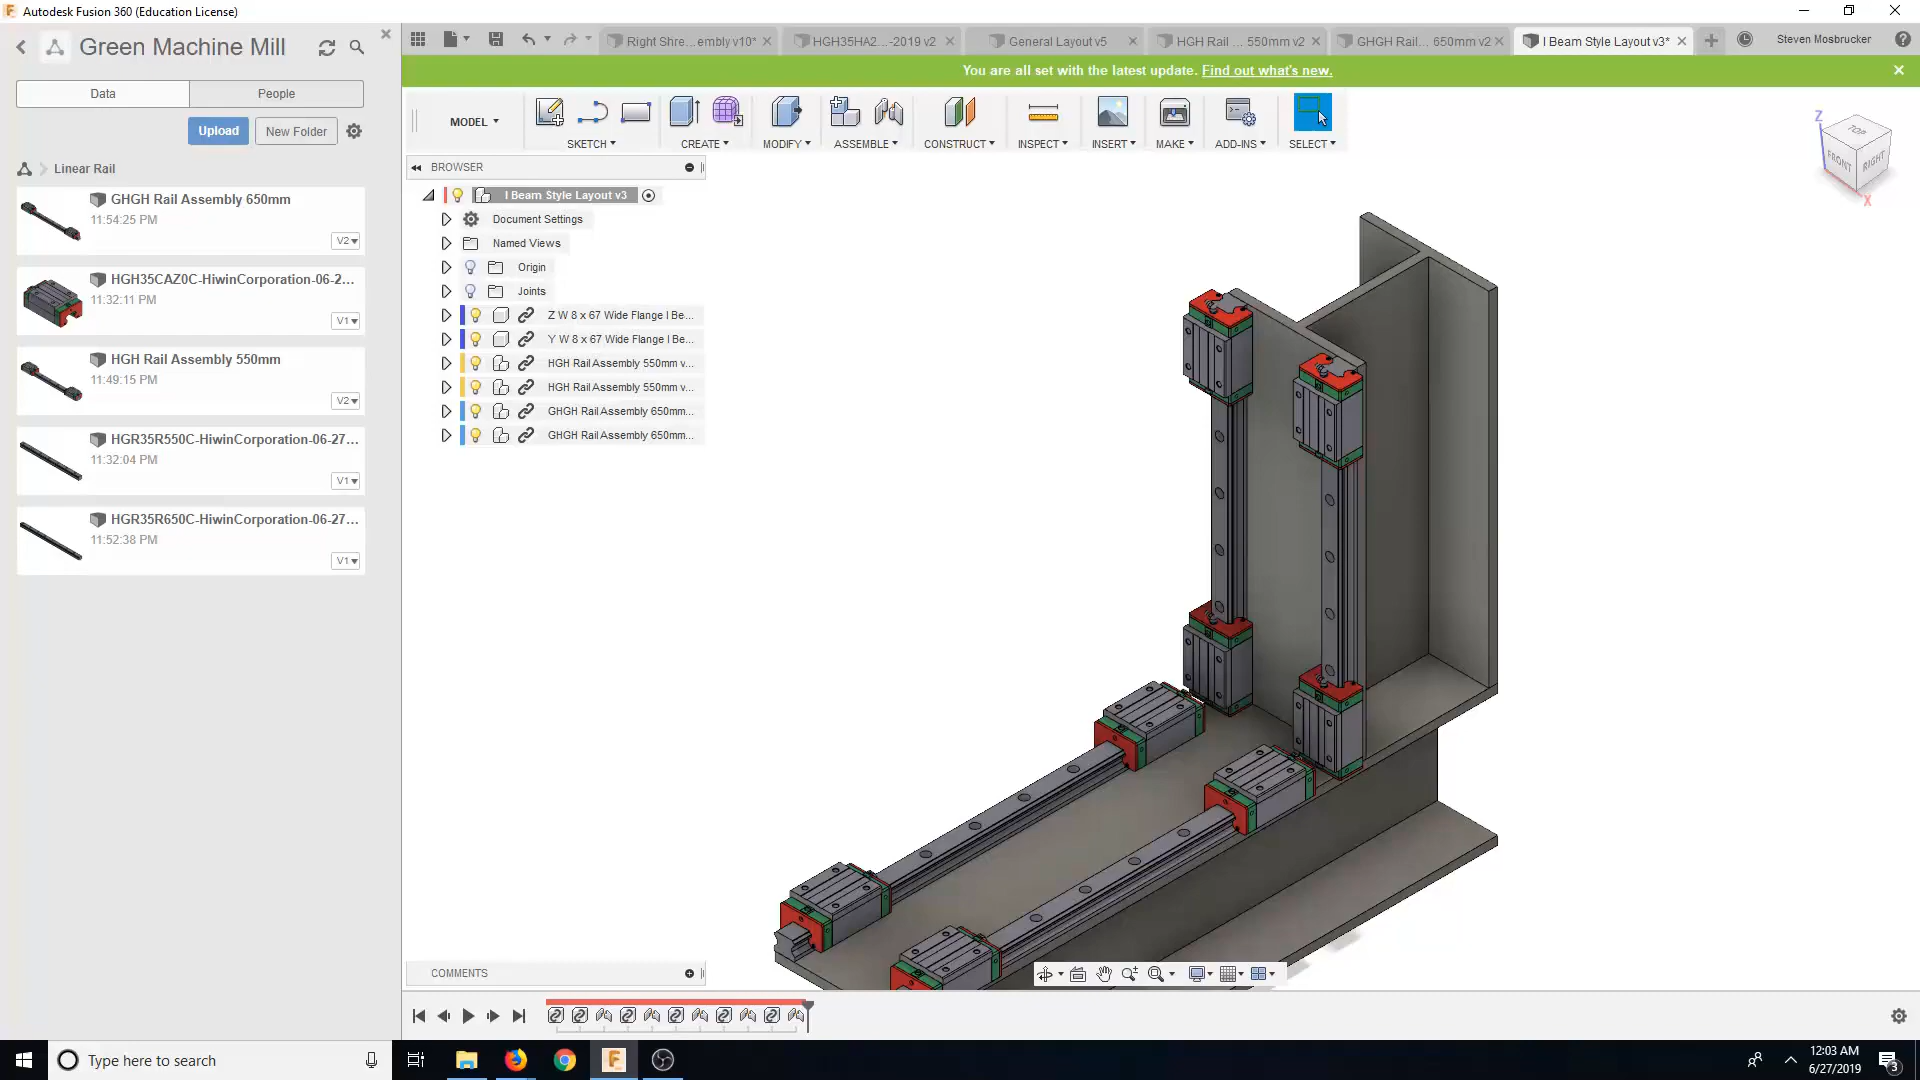 Autodesk Fusion 360 (Education License)
Green Machine Mill
Data
People
Upload
New Folder
Linear Rail
GHGH Rail Assembly 650mm
11:54:25 PM
V2
HGH35CAZ0C-HiwinCorporation-06-2...
11:32:11 PM
V1
HGH Rail Assembly 550mm
11:49:15 PM
V2
HGR35R550C-HiwinCorporation-06-27...
11:32:04 PM
V1
HGR35R650C-HiwinCorporation-06-27...
11:52:38 PM
V1
Right Shre...embly v10*
HGH35HA2...-2019 v2
General Layout v5
HGH Rail ... 550mm v2
GHGH Rail... 650mm v2
I Beam Style Layout v3*
Steven Mosbrucker
You are all set with the latest update. Find out what's new.
MODEL
SKETCH
CREATE
MODIFY
ASSEMBLE
CONSTRUCT
INSPECT
INSERT
MAKE
ADD-INS
SELECT
BROWSER
I Beam Style Layout v3
Document Settings
Named Views
Origin
Joints
Z W 8 x 67 Wide Flange I Be...
Y W 8 x 67 Wide Flange I Be...
HGH Rail Assembly 550mm v...
HGH Rail Assembly 550mm v...
GHGH Rail Assembly 650mm...
GHGH Rail Assembly 650mm...
Z
TOP
FRONT
RIGHT
X
COMMENTS
Type here to search
12:03 AM
6/27/2019
3